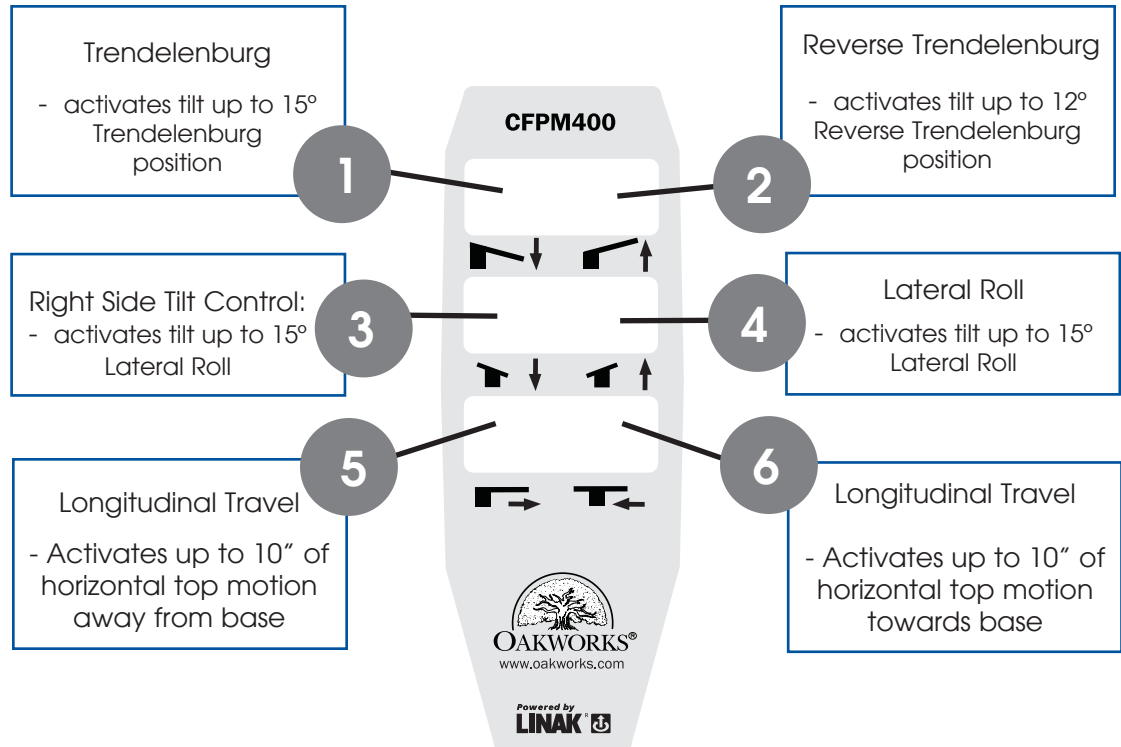 Trendelenburg
- activates tilt up to 15º
Trendelenburg
position
1
Reverse Trendelenburg
- activates tilt up to 12º
Reverse Trendelenburg
position
2
CFPM400
Right Side Tilt Control:
- activates tilt up to 15º
Lateral Roll
3
Lateral Roll
- activates tilt up to 15º
Lateral Roll
4
Longitudinal Travel
- Activates up to 10” of
horizontal top motion
away from base
5
Longitudinal Travel
- Activates up to 10” of
horizontal top motion
towards base
6
OAKWORKS®
www.oakworks.com
Powered by
LINAK®